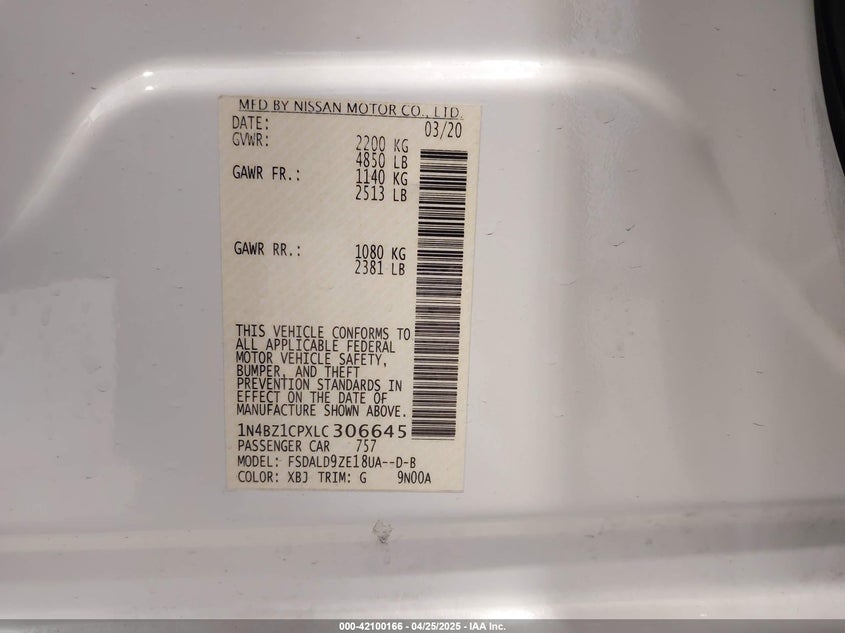 MFD BY NISSAN MOTOR CO., LTD.
DATE: 03/20
GVWR: 2200 KG
4850 LB
GAWR FR.: 1140 KG
2513 LB
GAWR RR.: 1080 KG
2381 LB
THIS VEHICLE CONFORMS TO
ALL APPLICABLE FEDERAL
MOTOR VEHICLE SAFETY,
BUMPER, AND THEFT
PREVENTION STANDARDS IN
EFFECT ON THE DATE OF
MANUFACTURE SHOWN ABOVE.
1N4BZ1CPXLC306645
PASSENGER CAR 757
MODEL: FSDALD9ZE18UA--D-B
COLOR: XBJ TRIM: G 9N00A
000-42100166 - 04/25/2025 - IAA Inc.